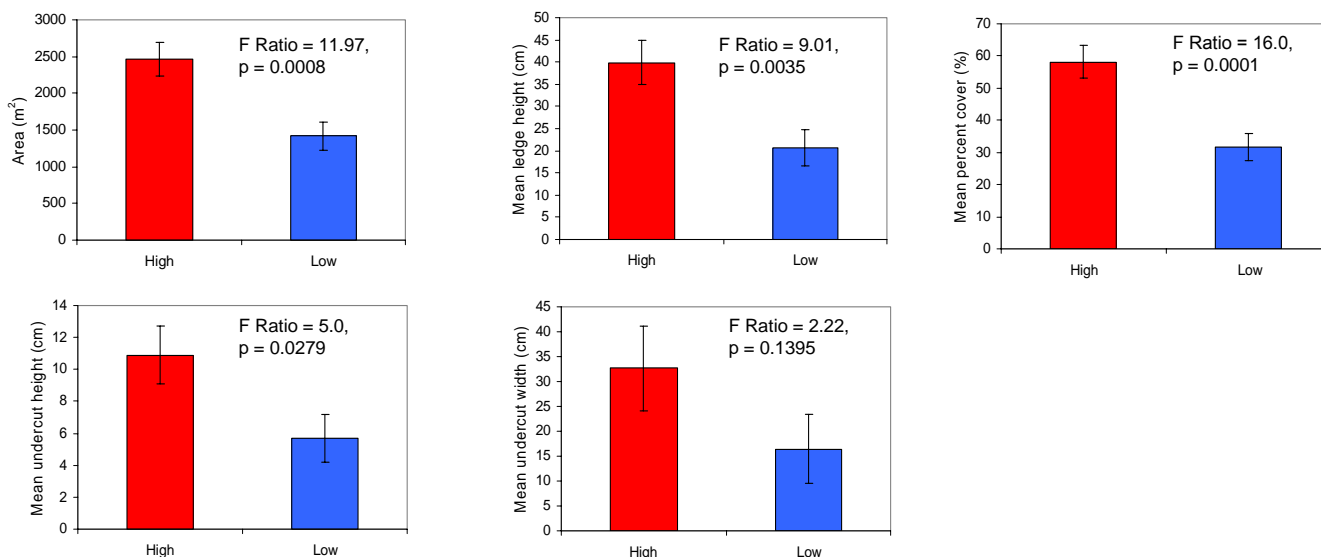 3000
2500
2000
1500
1000
500
0
Area (m²)
F Ratio = 11.97,
p = 0.0008
High
Low
50
45
40
35
30
25
20
15
10
5
0
Mean ledge height (cm)
F Ratio = 9.01,
p = 0.0035
High
Low
70
60
50
40
30
20
10
0
Mean percent cover (%)
F Ratio = 16.0,
p = 0.0001
High
Low
14
12
10
8
6
4
2
0
Mean undercut height (cm)
F Ratio = 5.0,
p = 0.0279
High
Low
45
40
35
30
25
20
15
10
5
0
Mean undercut width (cm)
F Ratio = 2.22,
p = 0.1395
High
Low